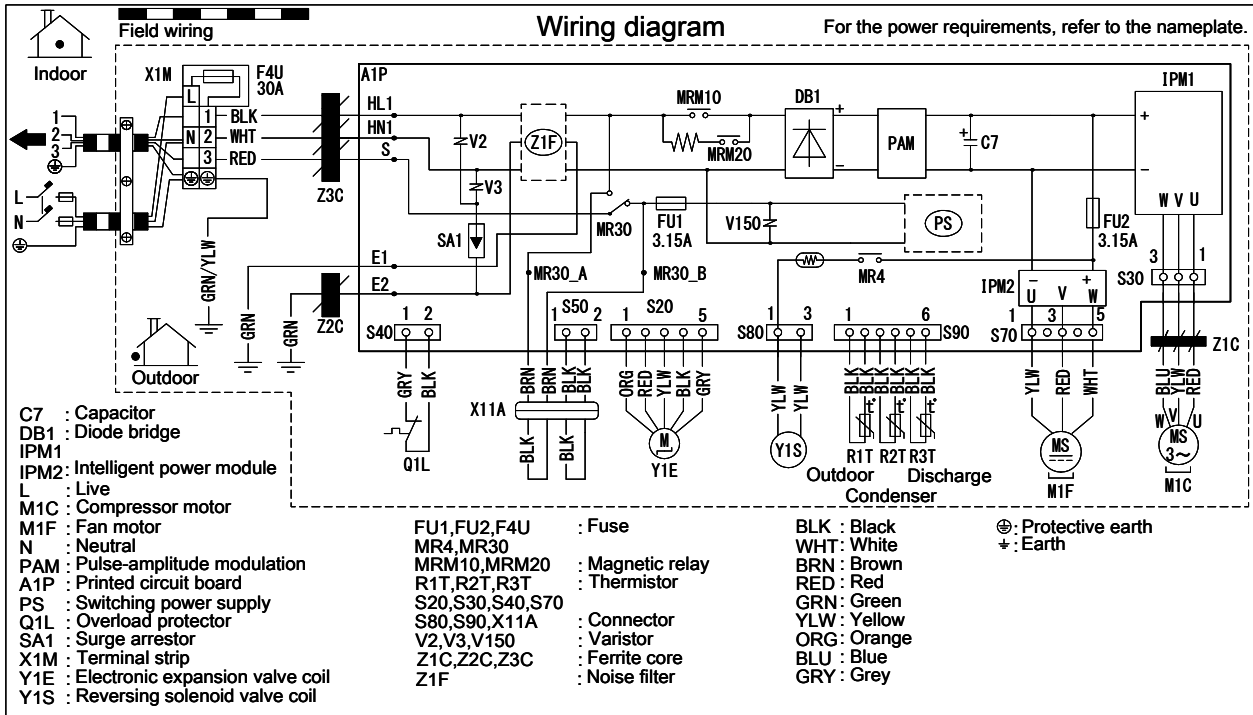 Wiring diagram
For the power requirements, refer to the nameplate.
Field wiring
Indoor
X1M
F4U
30A
A1P
IPM1
L
1 BLK
N 2 WHT
3 RED
1
2
3
L
N
Z3C
HL1
HN1
S
V2
V3
SA1
Z1F
MRM10
MRM20
DB1
+
-
PAM
+
C7
+
-
W V U
MR30
FU1
3.15A
V150
PS
FU2
3.15A
MR4
3 1
S30
E1
E2
MR30_A
MR30_B
IPM2
- +
U V W
GRN/YLW
GRN
GRN
Z2C
S40 1 2
1 S50 2
1 S20 5
S80 1 3
1 6 S90
S70 1 3 5
Z1C
GRY
BLK
BRN
BRN
BLK
BLK
ORG
RED
YLW
BLK
GRY
YLW
YLW
BLK
BLK
BLK
BLK
BLK
BLK
YLW
RED
WHT
BLU
YLW
RED
W V U
Outdoor
Q1L
X11A
BLK
BLK
M
Y1E
Y1S
t° t° t°
R1T R2T R3T
Outdoor Discharge
Condenser
MS
M1F
MS
3~
M1C
C7 : Capacitor
DB1 : Diode bridge
IPM1
IPM2 : Intelligent power module
L : Live
M1C : Compressor motor
M1F : Fan motor
N : Neutral
PAM : Pulse-amplitude modulation
A1P : Printed circuit board
PS : Switching power supply
Q1L : Overload protector
SA1 : Surge arrestor
X1M : Terminal strip
Y1E : Electronic expansion valve coil
Y1S : Reversing solenoid valve coil
FU1,FU2,F4U : Fuse
MR4,MR30
MRM10,MRM20 : Magnetic relay
R1T,R2T,R3T : Thermistor
S20,S30,S40,S70
S80,S90,X11A : Connector
V2,V3,V150 : Varistor
Z1C,Z2C,Z3C : Ferrite core
Z1F : Noise filter
BLK : Black
WHT : White
BRN : Brown
RED : Red
GRN : Green
YLW : Yellow
ORG : Orange
BLU : Blue
GRY : Grey
: Protective earth
: Earth